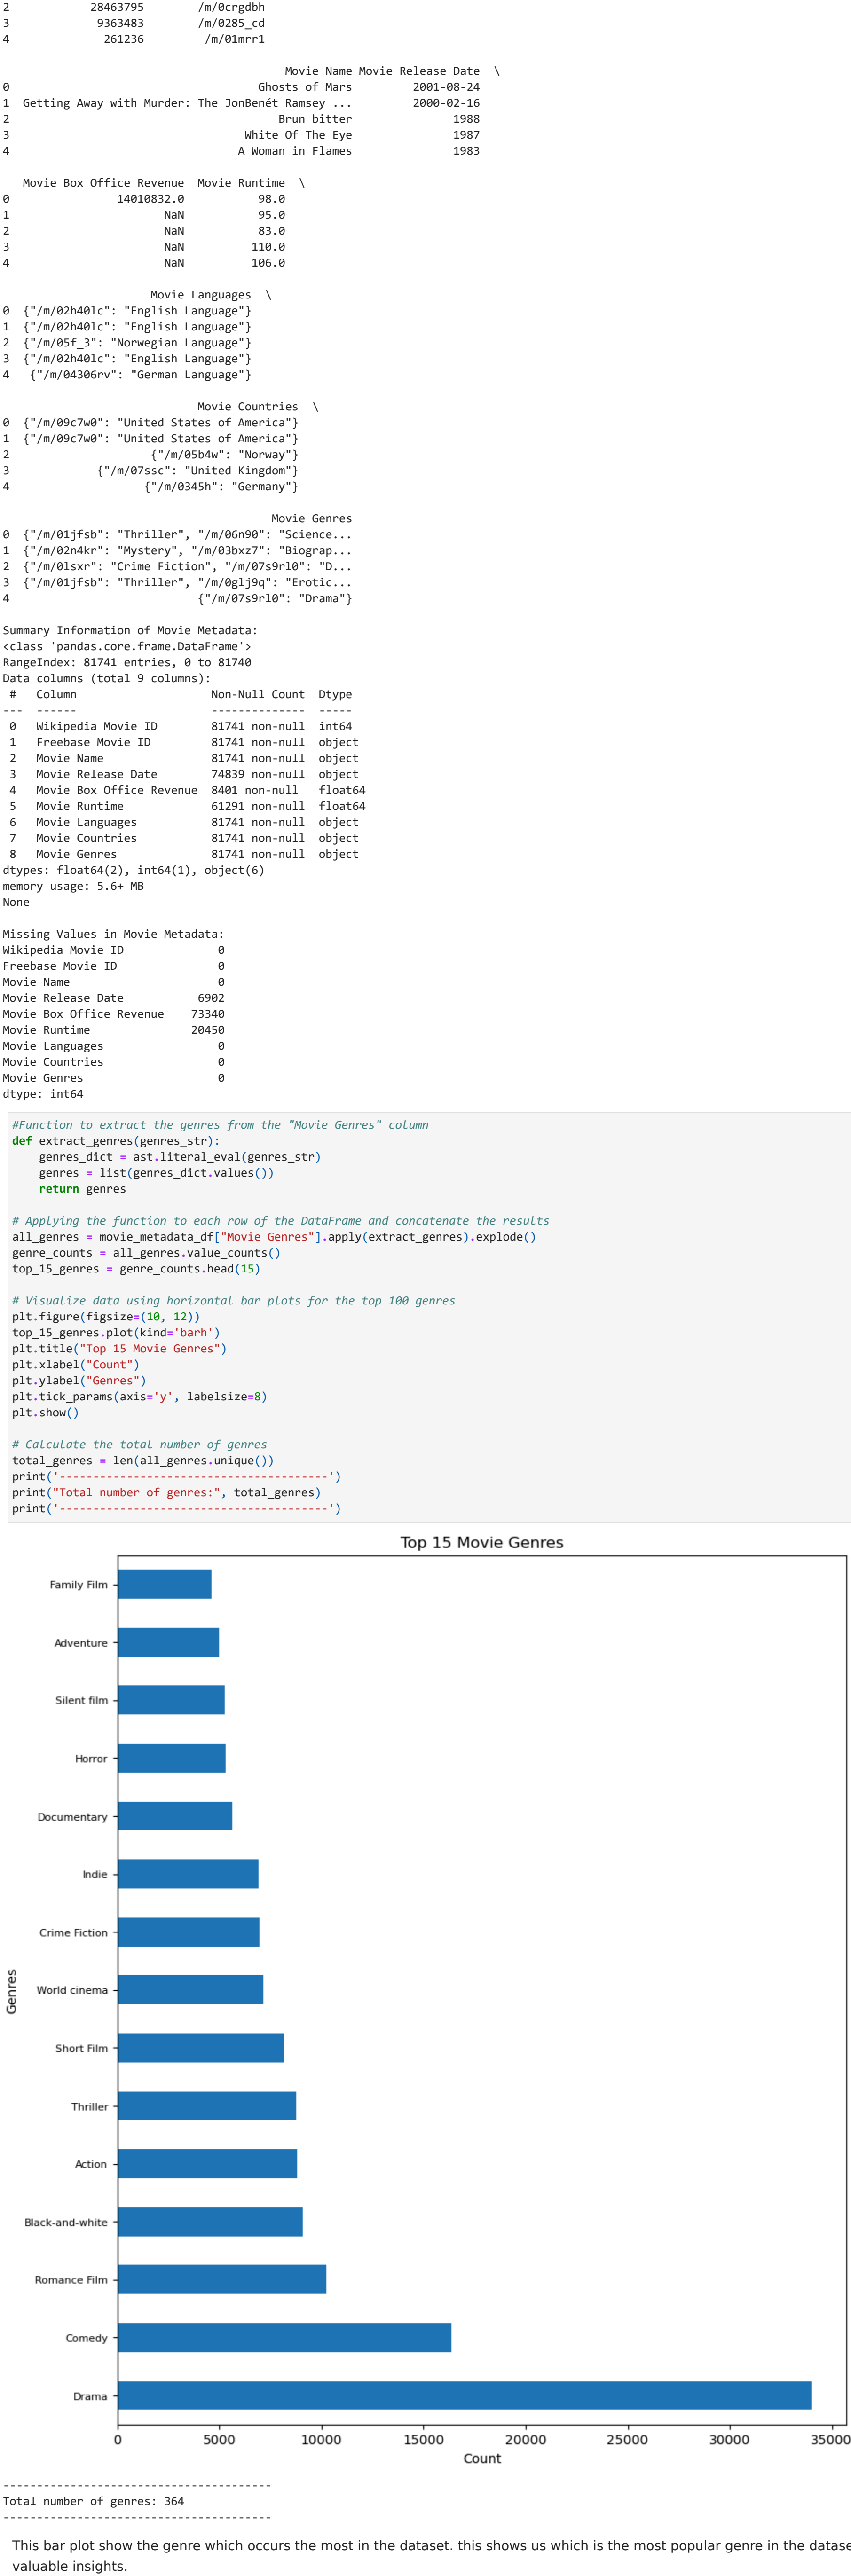 2            28463795        /m/0crgdbh
3             9363483        /m/0285_cd
4              261236         /m/01mrr1
Movie Name Movie Release Date  \
0                                     Ghosts of Mars         2001-08-24
1  Getting Away with Murder: The JonBenét Ramsey ...         2000-02-16
2                                        Brun bitter               1988
3                                   White Of The Eye               1987
4                                  A Woman in Flames               1983
Movie Box Office Revenue  Movie Runtime  \
0                14010832.0           98.0
1                       NaN           95.0
2                       NaN           83.0
3                       NaN          110.0
4                       NaN          106.0
Movie Languages  \
0  {"/m/02h40lc": "English Language"}
1  {"/m/02h40lc": "English Language"}
2  {"/m/05f_3": "Norwegian Language"}
3  {"/m/02h40lc": "English Language"}
4   {"/m/04306rv": "German Language"}
Movie Countries  \
0  {"/m/09c7w0": "United States of America"}
1  {"/m/09c7w0": "United States of America"}
2                     {"/m/05b4w": "Norway"}
3             {"/m/07ssc": "United Kingdom"}
4                    {"/m/0345h": "Germany"}
Movie Genres
0  {"/m/01jfsb": "Thriller", "/m/06n90": "Science...
1  {"/m/02n4kr": "Mystery", "/m/03bxz7": "Biograp...
2  {"/m/0lsxr": "Crime Fiction", "/m/07s9rl0": "D...
3  {"/m/01jfsb": "Thriller", "/m/0glj9q": "Erotic...
4                            {"/m/07s9rl0": "Drama"}
Summary Information of Movie Metadata:
<class 'pandas.core.frame.DataFrame'>
RangeIndex: 81741 entries, 0 to 81740
Data columns (total 9 columns):
#   Column                    Non-Null Count  Dtype
---  ------                    --------------  -----
0   Wikipedia Movie ID        81741 non-null  int64
1   Freebase Movie ID         81741 non-null  object
2   Movie Name                81741 non-null  object
3   Movie Release Date        74839 non-null  object
4   Movie Box Office Revenue  8401 non-null   float64
5   Movie Runtime             61291 non-null  float64
6   Movie Languages           81741 non-null  object
7   Movie Countries           81741 non-null  object
8   Movie Genres              81741 non-null  object
dtypes: float64(2), int64(1), object(6)
memory usage: 5.6+ MB
None
Missing Values in Movie Metadata:
Wikipedia Movie ID              0
Freebase Movie ID               0
Movie Name                      0
Movie Release Date           6902
Movie Box Office Revenue    73340
Movie Runtime               20450
Movie Languages                 0
Movie Countries                 0
Movie Genres                    0
dtype: int64
#Function to extract the genres from the "Movie Genres" column
def extract_genres(genres_str):
    genres_dict = ast.literal_eval(genres_str)
    genres = list(genres_dict.values())
    return genres
# Applying the function to each row of the DataFrame and concatenate the results
all_genres = movie_metadata_df["Movie Genres"].apply(extract_genres).explode()
genre_counts = all_genres.value_counts()
top_15_genres = genre_counts.head(15)
# Visualize data using horizontal bar plots for the top 100 genres
plt.figure(figsize=(10, 12))
top_15_genres.plot(kind='barh')
plt.title("Top 15 Movie Genres")
plt.xlabel("Count")
plt.ylabel("Genres")
plt.tick_params(axis='y', labelsize=8)
plt.show()
# Calculate the total number of genres
total_genres = len(all_genres.unique())
print('----------------------------------------')
print("Total number of genres:", total_genres)
print('----------------------------------------')
Top 15 Movie Genres
Family Film
Adventure
Silent film
Horror
Documentary
Indie
Crime Fiction
World cinema
Short Film
Thriller
Action
Black-and-white
Romance Film
Comedy
Drama
Genres
0 5000 10000 15000 20000 25000 30000 35000
Count
----------------------------------------
Total number of genres: 364
----------------------------------------
This bar plot show the genre which occurs the most in the dataset. this shows us which is the most popular genre in the datase
valuable insights.